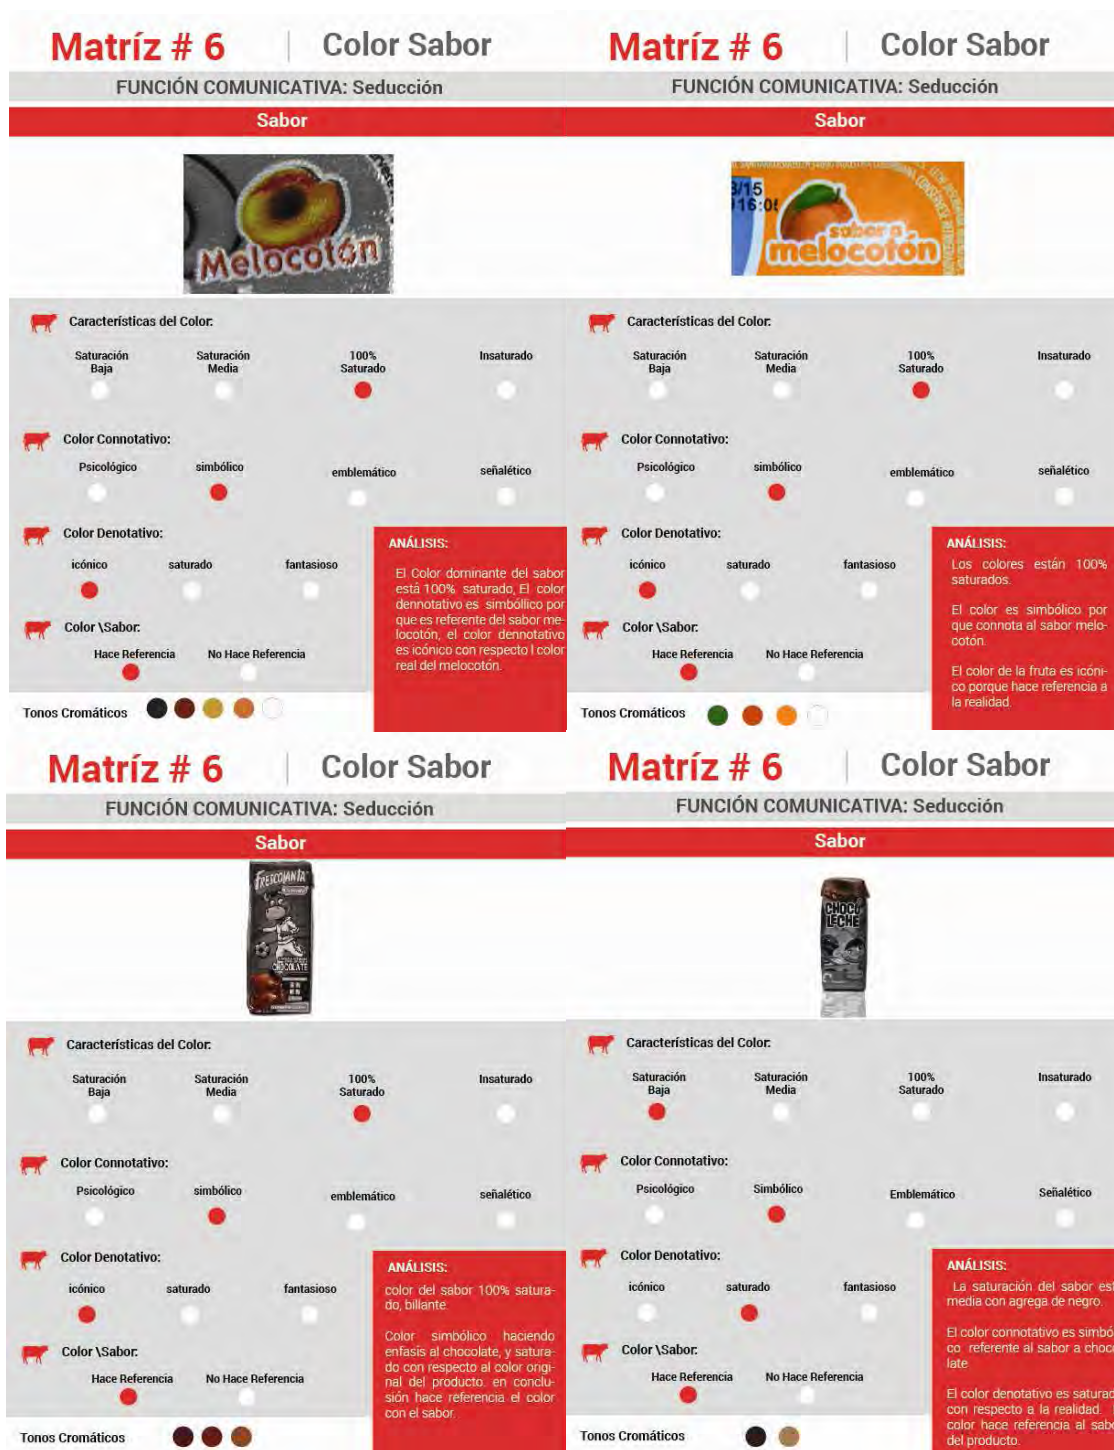 Matríz # 6
Color Sabor
FUNCIÓN COMUNICATIVA: Seducción
Sabor
Melocotón
Características del Color:
Saturación Baja
Saturación Media
100% Saturado
Insaturado
Color Connotativo:
Psicológico
simbólico
emblemático
señalético
Color Denotativo:
icónico
saturado
fantasioso
Color \Sabor:
Hace Referencia
No Hace Referencia
Tonos Cromáticos
ANÁLISIS:
El Color dominante del sabor
está 100% saturado, El color
dennotativo es simbóllico por
que es referente del sabor me-
locotón, el color dennotativo
es icónico con respecto l color
real del melocotón.
Matríz # 6
Color Sabor
FUNCIÓN COMUNICATIVA: Seducción
Sabor
3/15
16:05
sabor a
melocotón
Características del Color:
Saturación Baja
Saturación Media
100% Saturado
Insaturado
Color Connotativo:
Psicológico
simbólico
emblemático
señalético
Color Denotativo:
icónico
saturado
fantasioso
Color \Sabor:
Hace Referencia
No Hace Referencia
Tonos Cromáticos
ANÁLISIS:
Los colores están 100%
saturados.
El color es simbólico por
que connota al sabor melo-
cotón.
El color de la fruta es icóni-
co porque hace referencia a
la realidad.
Matríz # 6
Color Sabor
FUNCIÓN COMUNICATIVA: Seducción
Sabor
FRESCOLANTA
CHOCOLATE
Características del Color:
Saturación Baja
Saturación Media
100% Saturado
Insaturado
Color Connotativo:
Psicológico
simbólico
emblemático
señalético
Color Denotativo:
icónico
saturado
fantasioso
Color \Sabor:
Hace Referencia
No Hace Referencia
Tonos Cromáticos
ANÁLISIS:
color del sabor 100% satura-
do, billante.
Color simbólico haciendo
enfasis al chocolate, y satura-
do con respecto al color origi-
nal del producto. en conclu-
sión hace referencia el color
con el sabor.
Matríz # 6
Color Sabor
FUNCIÓN COMUNICATIVA: Seducción
Sabor
CHOCO
LECHE
Características del Color:
Saturación Baja
Saturación Media
100% Saturado
Insaturado
Color Connotativo:
Psicológico
Simbólico
Emblemático
Señalético
Color Denotativo:
icónico
saturado
fantasioso
Color \Sabor:
Hace Referencia
No Hace Referencia
Tonos Cromáticos
ANÁLISIS:
La saturación del sabor est
media con agrega de negro.
El color connotativo es simbó
co referente al sabor a choco
late
El color denotativo es saturad
con respecto a la realidad.
color hace referencia al sabo
del producto.